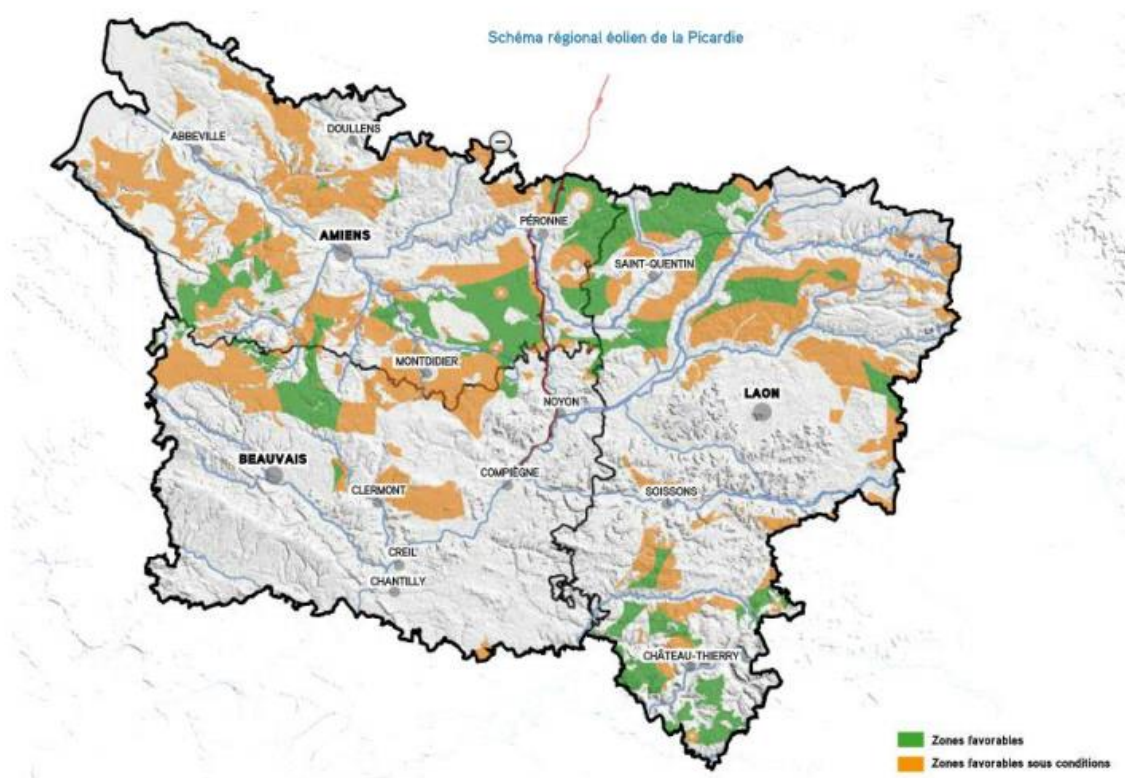 Schéma régional éolien de la Picardie
ABBEVILLE
DOULLENS
PÉRONNE
AMIENS
SAINT-QUENTIN
MONTDIDIER
NOYON
LAON
BEAUVAIS
COMPIÈGNE
CLERMONT
SOISSONS
CREIL
CHANTILLY
CHÂTEAU-THIERRY
Zones favorables
Zones favorables sous conditions